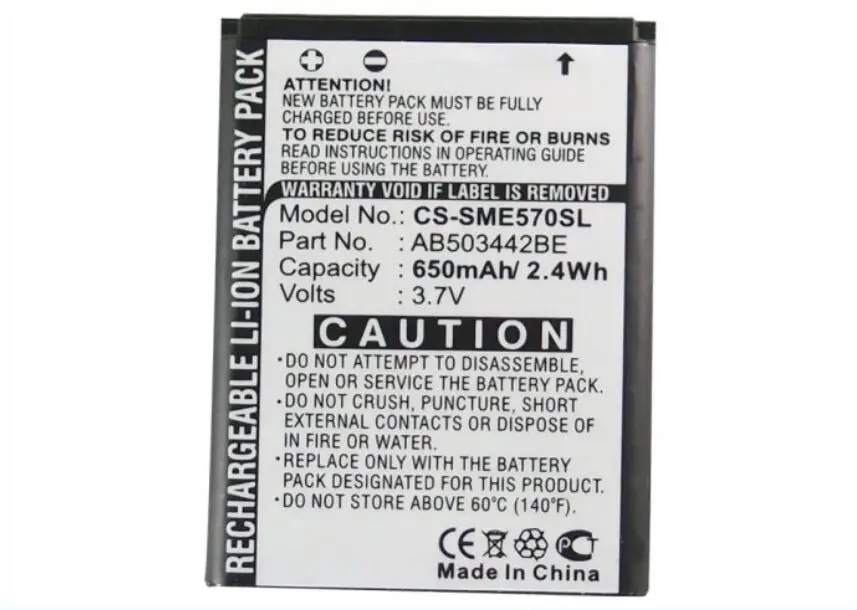 RECHARGEABLE LI-ION BATTERY PACK
ATTENTION!
NEW BATTERY PACK MUST BE FULLY
CHARGED BEFORE USE.
TO REDUCE RISK OF FIRE OR BURNS
READ INSTRUCTIONS IN OPERATING GUIDE
BEFORE USING THE BATTERY.
WARRANTY VOID IF LABEL IS REMOVED
Model No.: CS-SME570SL
Part No. : AB503442BE
Capacity : 650mAh/ 2.4Wh
Volts : 3.7V
CAUTION
·DO NOT ATTEMPT TO DISASSEMBLE,
OPEN OR SERVICE THE BATTERY PACK.
·DO NOT CRUSH, PUNCTURE, SHORT
EXTERNAL CONTACTS OR DISPOSE OF
IN FIRE OR WATER.
·REPLACE ONLY WITH THE BATTERY
PACK DESIGNATED FOR THIS PRODUCT.
·DO NOT STORE ABOVE 60°C (140°F).
CE PCT
Made In China